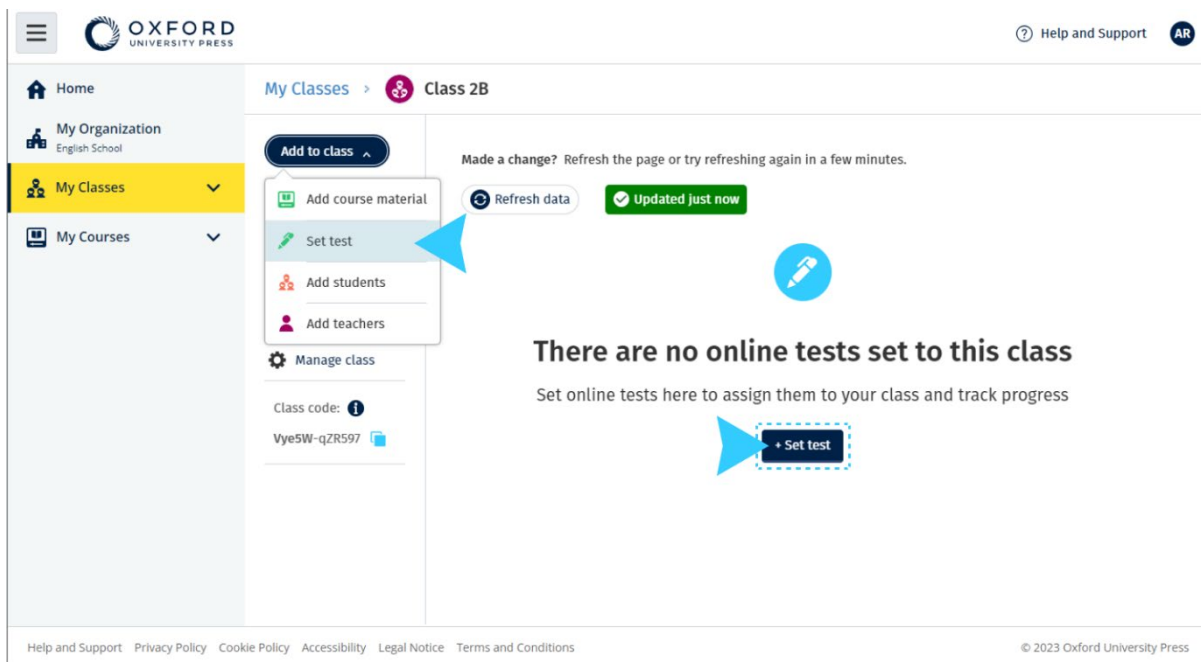 OXFORD
UNIVERSITY PRESS
Help and Support
AR
Home
My Organization
English School
My Classes
My Courses
My Classes > Class 2B
Add to class
Add course material
Set test
Add students
Add teachers
Manage class
Class code:
Vye5W-qZR597
Made a change? Refresh the page or try refreshing again in a few minutes.
Refresh data
Updated just now
There are no online tests set to this class
Set online tests here to assign them to your class and track progress
+ Set test
Help and Support Privacy Policy Cookie Policy Accessibility Legal Notice Terms and Conditions
© 2023 Oxford University Press